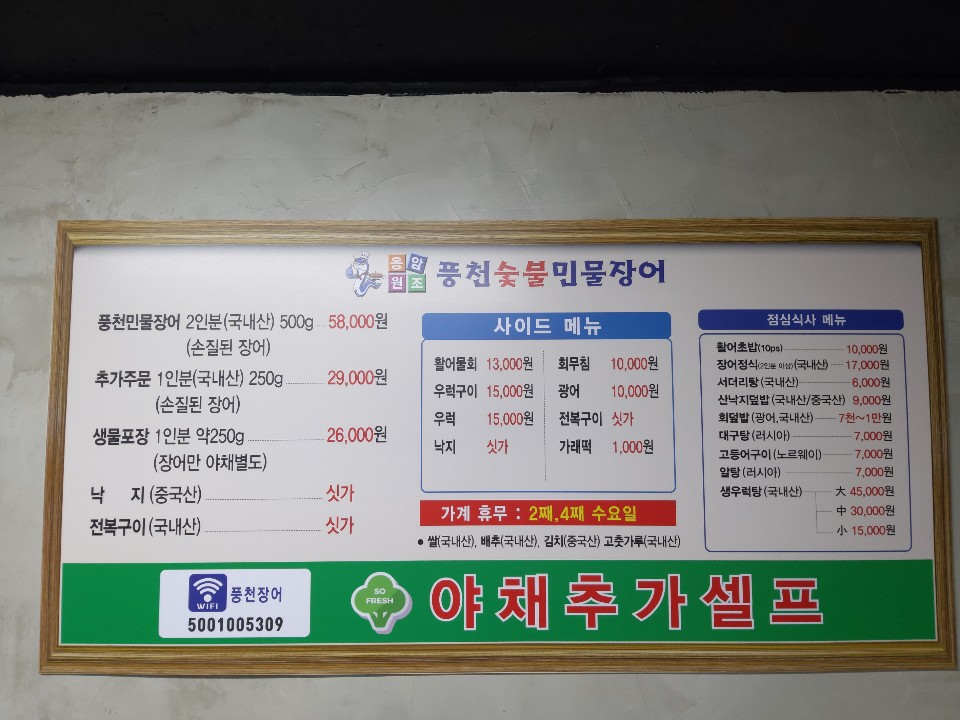 옴암
원조
풍천숯불민물장어
풍천민물장어 2인분(국내산) 500g 58,000원
(손질된 장어)
추가주문 1인분(국내산) 250g 29,000원
(손질된 장어)
생물포장 1인분 약250g 26,000원
(장어만 야채별도)
낙 지 (중국산) 싯가
전복구이 (국내산) 싯가
사이드 메뉴
활어물회 13,000원 회무침 10,000원
우럭구이 15,000원 광어 10,000원
우럭 15,000원 전복구이 싯가
낙지 싯가 가래떡 1,000원
가게 휴무 : 2째,4째 수요일
● 쌀(국내산), 배추(국내산), 김치(중국산) 고춧가루(국내산)
점심식사 메뉴
활어초밥(10ps) 10,000원
장어정식(2인분 이상)(국내산) 17,000원
서더리탕 (국내산) 6,000원
산낙지덮밥 (국내산/중국산) 9,000원
회덮밥 (광어,국내산) 7천~1만원
대구탕 (러시아) 7,000원
고등어구이 (노르웨이) 7,000원
알탕 (러시아) 7,000원
생우럭탕 (국내산) 大 45,000원
中 30,000원
小 15,000원
WIFI 풍천장어
5001005309
SO
FRESH
야채추가셀프